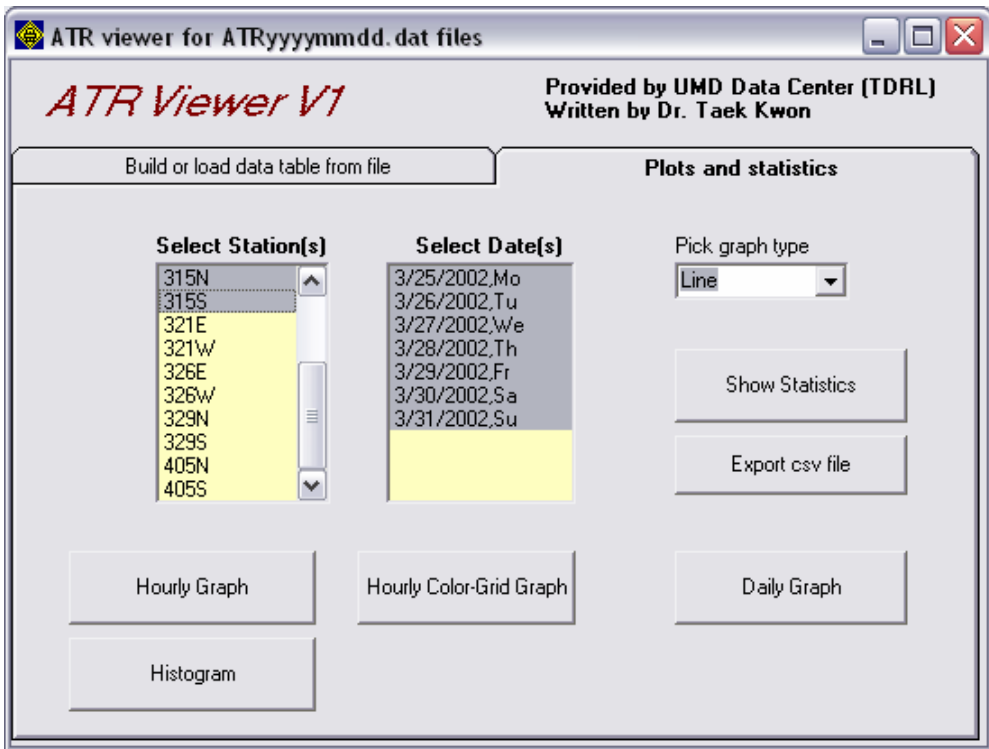 ATR viewer for ATRyyyymmdd.dat files
ATR Viewer V1
Provided by UMD Data Center (TDRL)
Written by Dr. Taek Kwon
Build or load data table from file
Plots and statistics
Select Station(s)
315N
315S
321E
321W
326E
326W
329N
329S
405N
405S
Select Date(s)
3/25/2002,Mo
3/26/2002,Tu
3/27/2002,We
3/28/2002,Th
3/29/2002,Fr
3/30/2002,Sa
3/31/2002,Su
Pick graph type
Line
Show Statistics
Export csv file
Hourly Graph
Hourly Color-Grid Graph
Daily Graph
Histogram